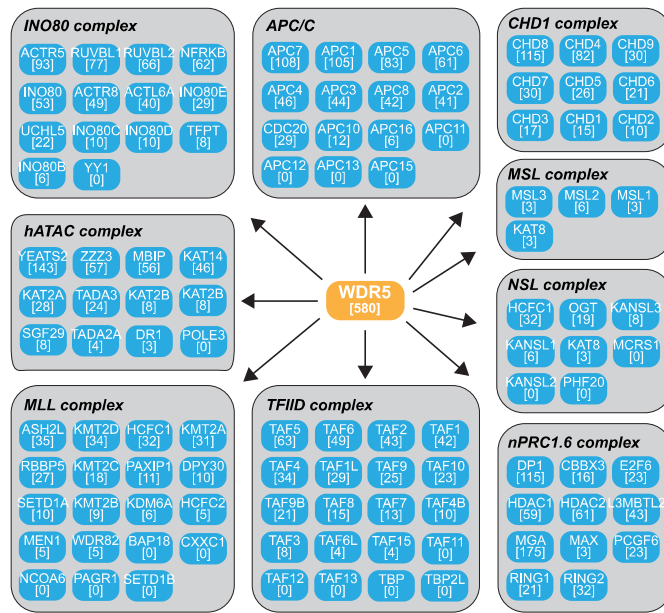 INO80 complex
ACTR5 RUVBL1 RUVBL2 NFRKB
[93] [77] [66] [62]
INO80 ACTR8 ACTL6A INO80E
[53] [49] [40] [29]
UCHL5 INO80C INO80D TFPT
[22] [10] [10] [8]
INO80B YY1
[6] [0]
APC/C
APC7 APC1 APC5 APC6
[108] [105] [83] [61]
APC4 APC3 APC8 APC2
[46] [44] [42] [41]
CDC20 APC10 APC16 APC11
[29] [12] [6] [0]
APC12 APC13 APC15
[0] [0] [0]
CHD1 complex
CHD8 CHD4 CHD9
[115] [82] [30]
CHD7 CHD5 CHD6
[30] [26] [21]
CHD3 CHD1 CHD2
[17] [15] [10]
MSL complex
MSL3 MSL2 MSL1
[3] [6] [3]
KAT8
[3]
hATAC complex
YEATS2 ZZZ3 MBIP KAT14
[143] [57] [56] [46]
KAT2A TADA3 KAT2B KAT2B
[28] [24] [8] [8]
SGF29 TADA2A DR1 POLE3
[8] [4] [3] [0]
WDR5
[580]
NSL complex
HCFC1 OGT KANSL3
[32] [19] [8]
KANSL1 KAT8 MCRS1
[6] [3] [0]
KANSL2 PHF20
[0] [0]
MLL complex
ASH2L KMT2D HCFC1 KMT2A
[35] [34] [32] [31]
RBBP5 KMT2C PAXIP1 DPY30
[27] [18] [11] [10]
SETD1A KMT2B KDM6A HCFC2
[10] [9] [6] [5]
MEN1 WDR82 BAP18 CXXC1
[5] [5] [0] [0]
NCOA6 PAGR1 SETD1B
[0] [0] [0]
TFIID complex
TAF5 TAF6 TAF2 TAF1
[63] [49] [43] [42]
TAF4 TAF1L TAF9 TAF10
[34] [29] [25] [23]
TAF9B TAF8 TAF7 TAF4B
[21] [15] [13] [10]
TAF3 TAF6L TAF15 TAF11
[8] [4] [4] [0]
TAF12 TAF13 TBP TBP2L
[0] [0] [0] [0]
nPRC1.6 complex
DP1 CBBX3 E2F6
[115] [16] [23]
HDAC1 HDAC2 L3MBTL2
[59] [61] [43]
MGA MAX PCGF6
[175] [3] [23]
RING1 RING2
[21] [32]